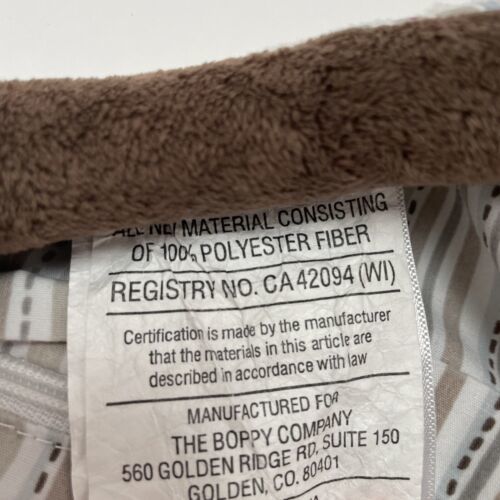 ALL NEW MATERIAL CONSISTING
OF 100% POLYESTER FIBER
REGISTRY NO. CA 42094 (WI)
Certification is made by the manufacturer
that the materials in this article are
described in accordance with law
MANUFACTURED FOR
THE BOPPY COMPANY
560 GOLDEN RIDGE RD, SUITE 150
GOLDEN, CO. 80401